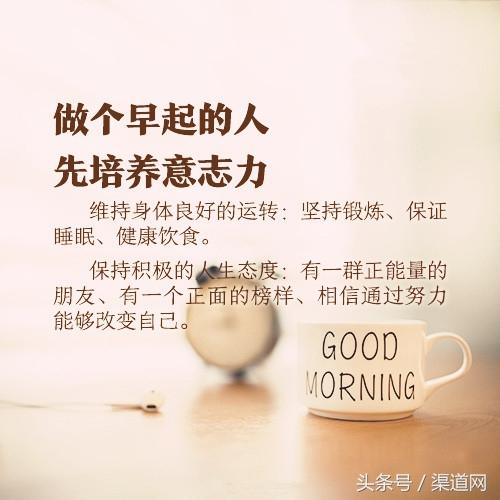 做个早起的人
先培养意志力
维持身体良好的运转：坚持锻炼、保证
睡眠、健康饮食。
保持积极的人生态度：有一群正能量的
朋友、有一个正面的榜样、相信通过努力
能够改变自己。
GOOD
MORNING
头条号／渠道网